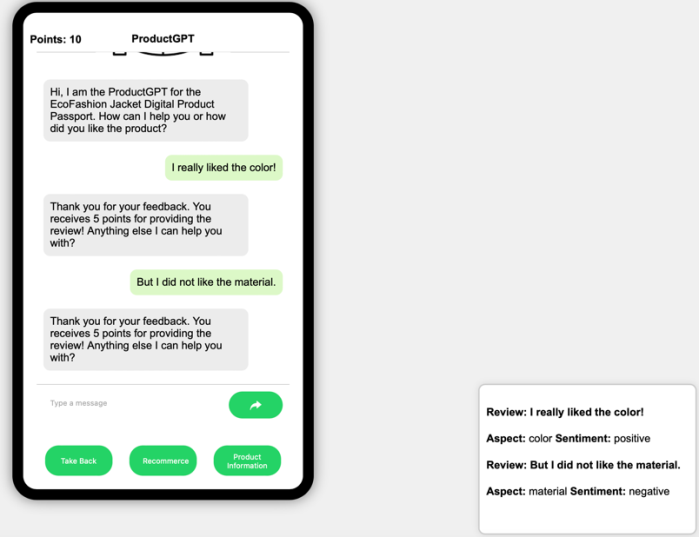 Points: 10 ProductGPT
Hi, I am the ProductGPT for the
EcoFashion Jacket Digital Product
Passport. How can I help you or how
did you like the product?
I really liked the color!
Thank you for your feedback. You
receives 5 points for providing the
review! Anything else I can help you
with?
But I did not like the material.
Thank you for your feedback. You
receives 5 points for providing the
review! Anything else I can help you
with?
Type a message
Take Back
Recommerce
Product
Information
Review: I really liked the color!
Aspect: color Sentiment: positive
Review: But I did not like the material.
Aspect: material Sentiment: negative